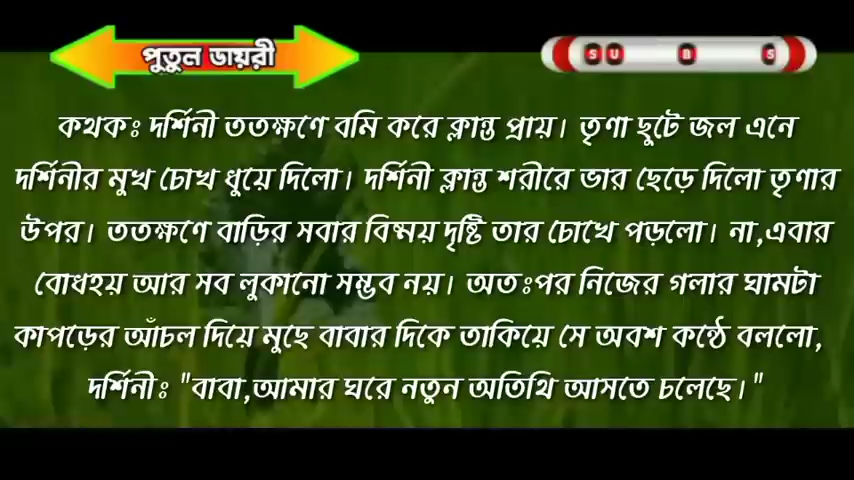 পুতুল ডায়রী
S U B S
কথকঃ দর্শিনী ততক্ষণে বমি করে ক্লান্ত প্রায়। তৃণা ছুটে জল এনে
দর্শিনীর মুখ চোখ ধুয়ে দিলো। দর্শিনী ক্লান্ত শরীরে ভার ছেড়ে দিলো তৃণার
উপর। ততক্ষণে বাড়ির সবার বিষ্ময় দৃষ্টি তার চোখে পড়লো। না,এবার
বোধহয় আর সব লুকানো সম্ভব নয়। অতঃপর নিজের গলার ঘামটা
কাপড়ের আঁচল দিয়ে মুছে বাবার দিকে তাকিয়ে সে অবশ কন্ঠে বললো,
দর্শিনীঃ "বাবা,আমার ঘরে নতুন অতিথি আসতে চলেছে।"